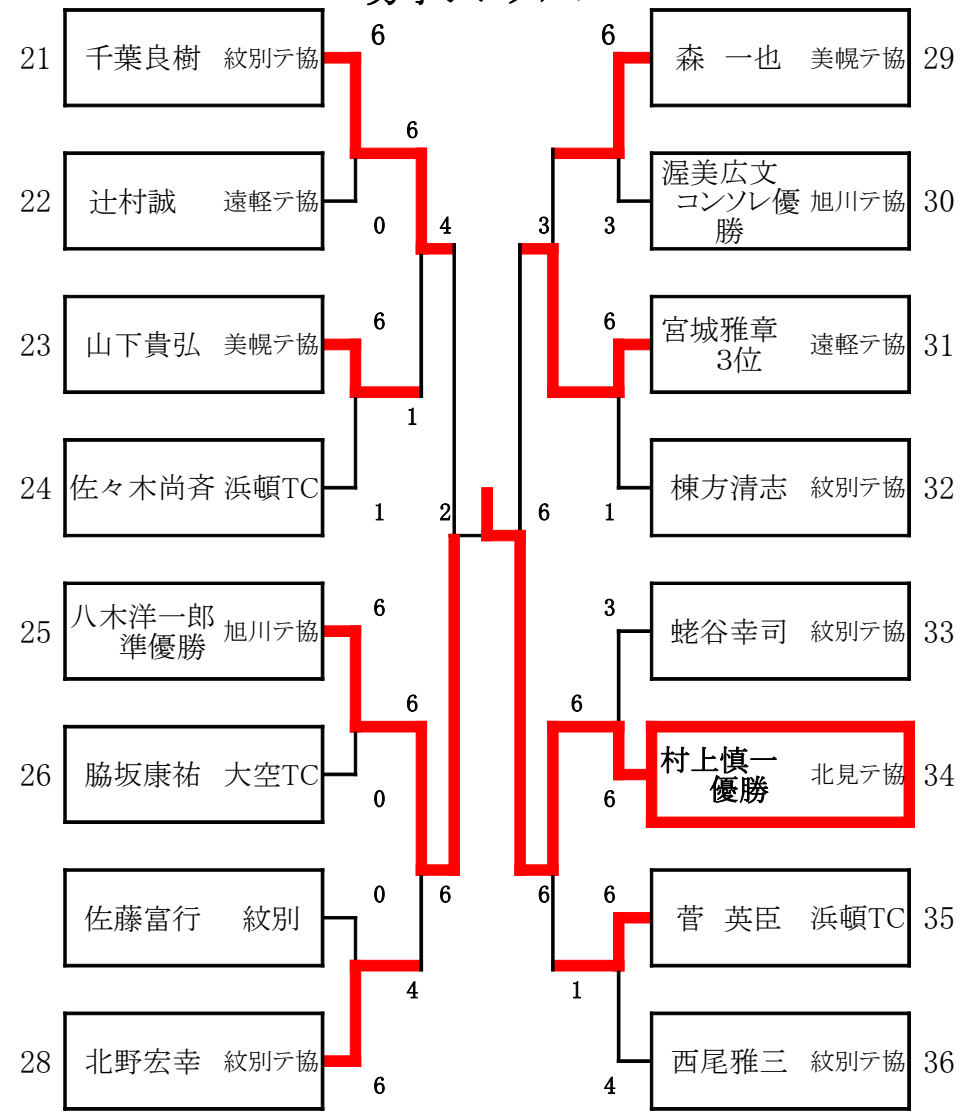 6
21 千葉良樹 紋別テ協
6
22 辻村誠 遠軽テ協
0
4
23 山下貴弘 美幌テ協
6
1
24 佐々木尚斉 浜頓TC
1
2
25 八木洋一郎
準優勝 旭川テ協
6
6
26 脇坂康祐 大空TC
0
佐藤富行 紋別
0
6
4
28 北野宏幸 紋別テ協
6
6
森 一也 美幌テ協 29
渥美広文
コンソレ優
勝 旭川テ協 30
3
3
6
宮城雅章
3位 遠軽テ協 31
棟方清志 紋別テ協 32
1
6
3
蛯谷幸司 紋別テ協 33
6
村上慎一
優勝 北見テ協 34
6
6
6
菅 英臣 浜頓TC 35
1
西尾雅三 紋別テ協 36
4